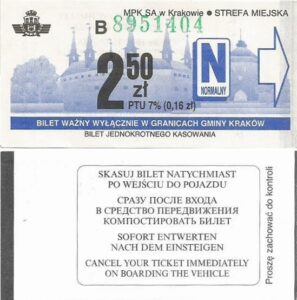 MPK SA w Krakowie • STREFA MIEJSKA
B 8951404
2 50 zł
PTU 7% (0,16 zł)
N
NORMALNY
BILET WAŻNY WYŁĄCZNIE W GRANICACH GMINY KRAKÓW
BILET JEDNOKROTNEGO KASOWANIA
SKASUJ BILET NATYCHMIAST
PO WEJŚCIU DO POJAZDU
СРАЗУ ПОСЛЕ ВХОДА
В СРЕДСТВО ПЕРЕДВИЖЕНИЯ
КОМПОСТИРОВАТЬ БИЛЕТ
SOFORT ENTWERTEN
NACH DEM EINSTEIGEN
CANCEL YOUR TICKET IMMEDIATELY
ON BOARDING THE VEHICLE
Proszę zachować do kontroli